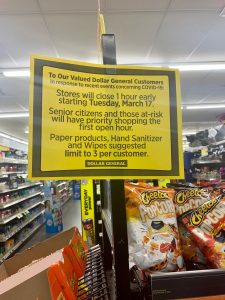 To Our Valued Dollar General Customers
in response to recent events concerning COVID-19:
Stores will close 1 hour early
starting Tuesday, March 17.
Senior citizens and those at-risk
will have priority shopping the
first open hour.
Paper products, Hand Sanitizer
and Wipes suggested
limit to 3 per customer.
DOLLAR GENERAL
Cheetos
POPCORN
Cheetos